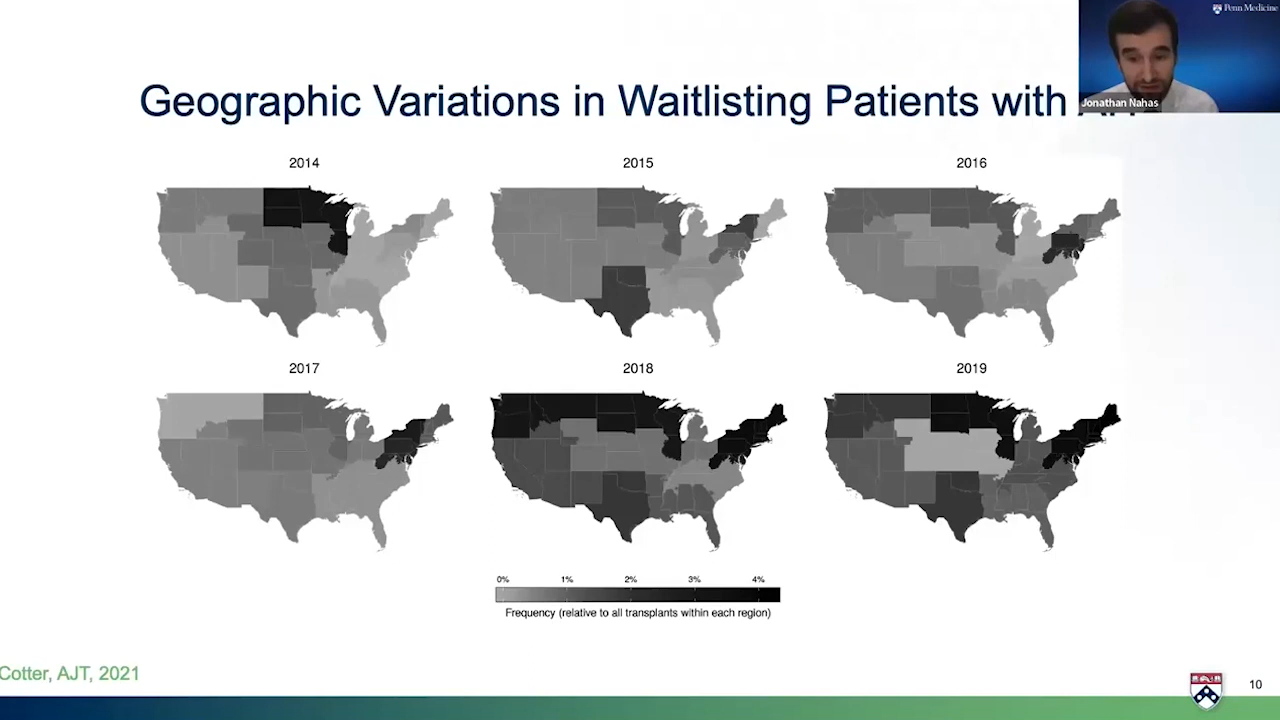 Penn Medicine
Jonathan Nahas
Geographic Variations in Waitlisting Patients with
2014
2015
2016
2017
2018
2019
0% 1% 2% 3% 4%
Frequency (relative to all transplants within each region)
Cotter, AJT, 2021
10